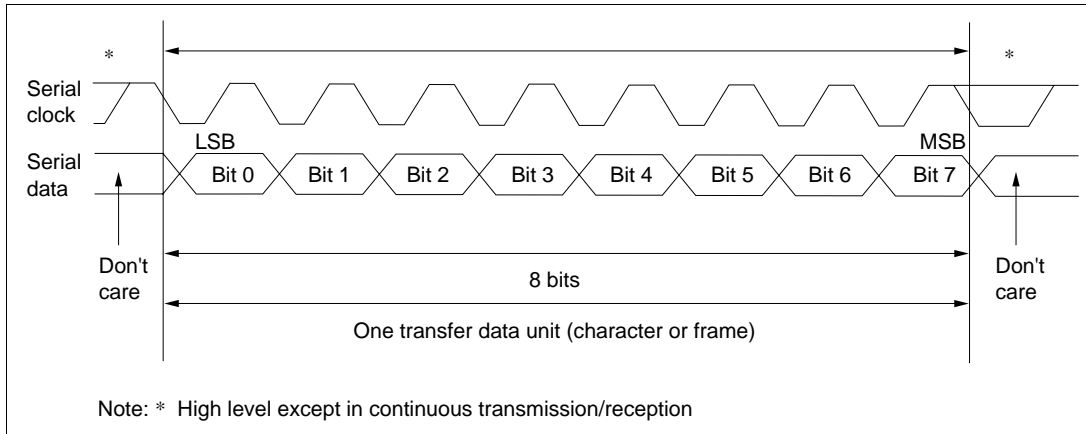 * *
Serial
clock
LSB MSB
Serial
data
Bit 0 Bit 1 Bit 2 Bit 3 Bit 4 Bit 5 Bit 6 Bit 7
Don't
care
8 bits
Don't
care
One transfer data unit (character or frame)
Note: * High level except in continuous transmission/reception